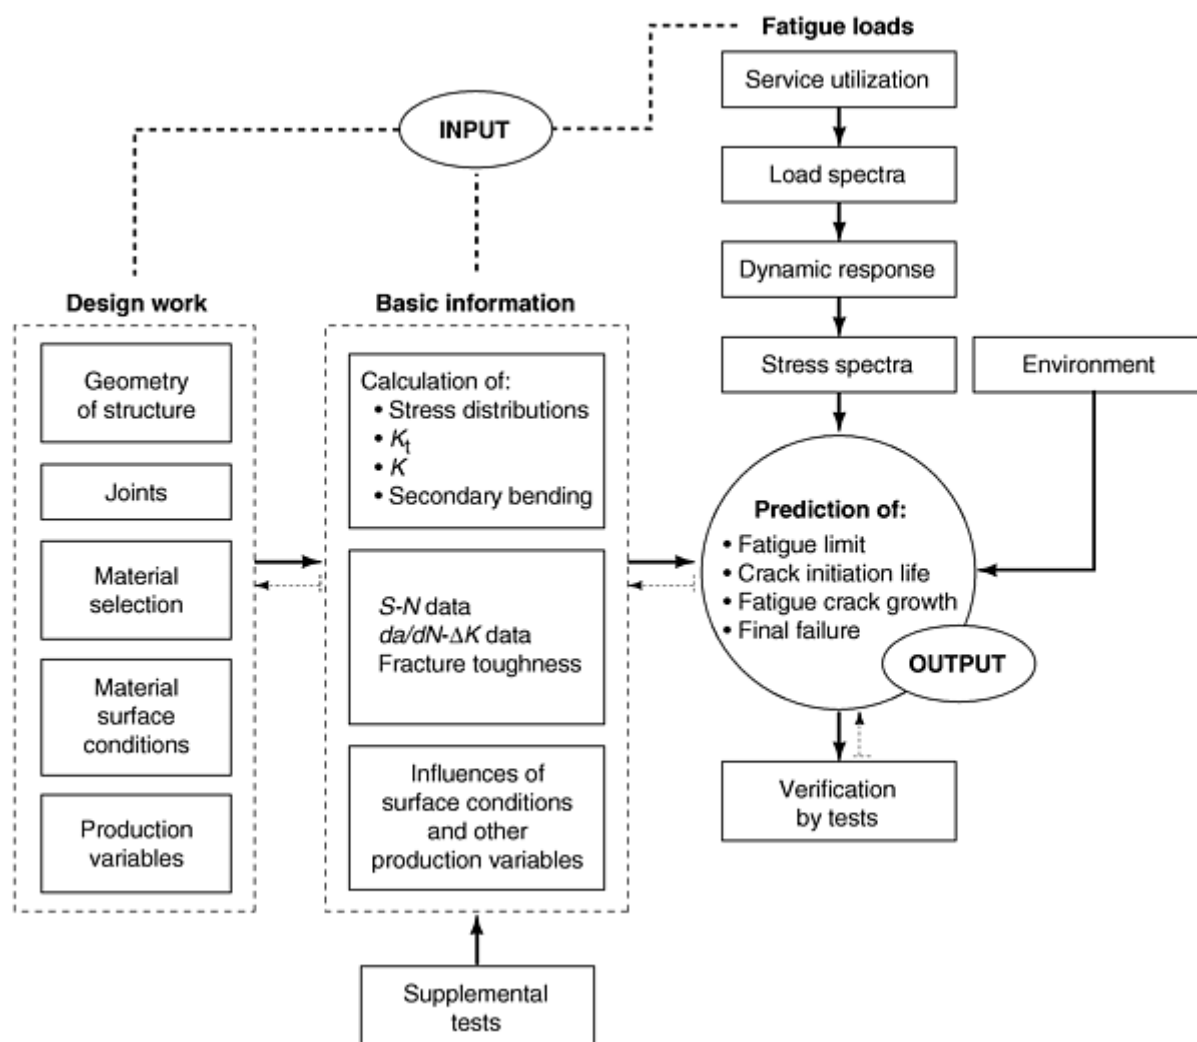 Fatigue loads
Service utilization
INPUT
Load spectra
Dynamic response
Design work
Basic information
Stress spectra
Environment
Geometry
of structure
Joints
Material
selection
Material
surface
conditions
Production
variables
Calculation of:
• Stress distributions
• Kt
• K
• Secondary bending
S-N data
da/dN-ΔK data
Fracture toughness
Influences of
surface conditions
and other
production variables
Supplemental
tests
Prediction of:
• Fatigue limit
• Crack initiation life
• Fatigue crack growth
• Final failure
OUTPUT
Verification
by tests